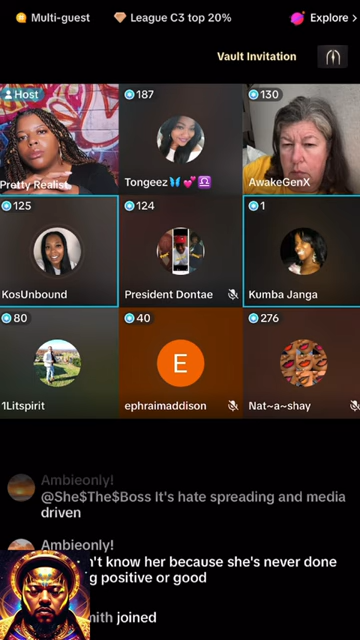 Multi-guest
League C3 top 20%
Explore >
Vault Invitation
Host
187
130
Pretty Realist
Tongeez🦋💕♎
AwakeGenX
125
124
1
KosUnbound
President Dontae
Kumba Janga
80
40
276
E
1Litspirit
ephraimaddison
Nat~a~shay
Ambieonly!
@She$The$Boss It's hate spreading and media
driven
Ambieonly!
n't know her because she's never done
g positive or good
mith joined